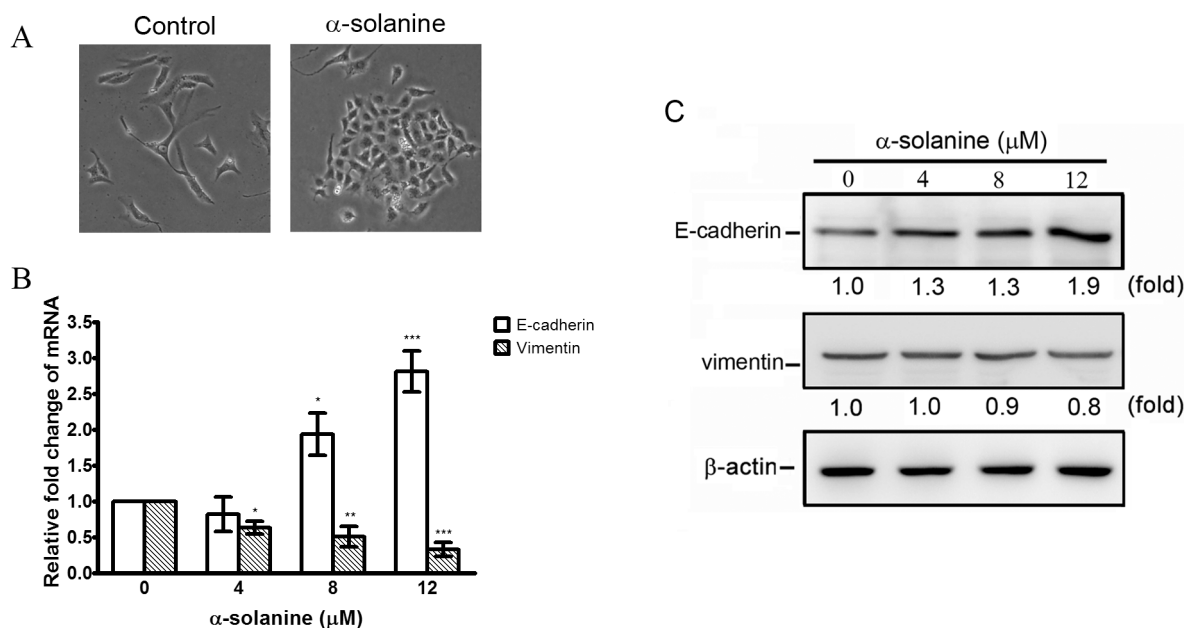 A
Control
α-solanine
B
Relative fold change of mRNA
3.5
3.0
2.5
2.0
1.5
1.0
0.5
0.0
E-cadherin
Vimentin
*
**
*
***
***
0
4
8
12
α-solanine (μM)
C
α-solanine (μM)
0 4 8 12
E-cadherin
1.0 1.3 1.3 1.9 (fold)
vimentin
1.0 1.0 0.9 0.8 (fold)
β-actin